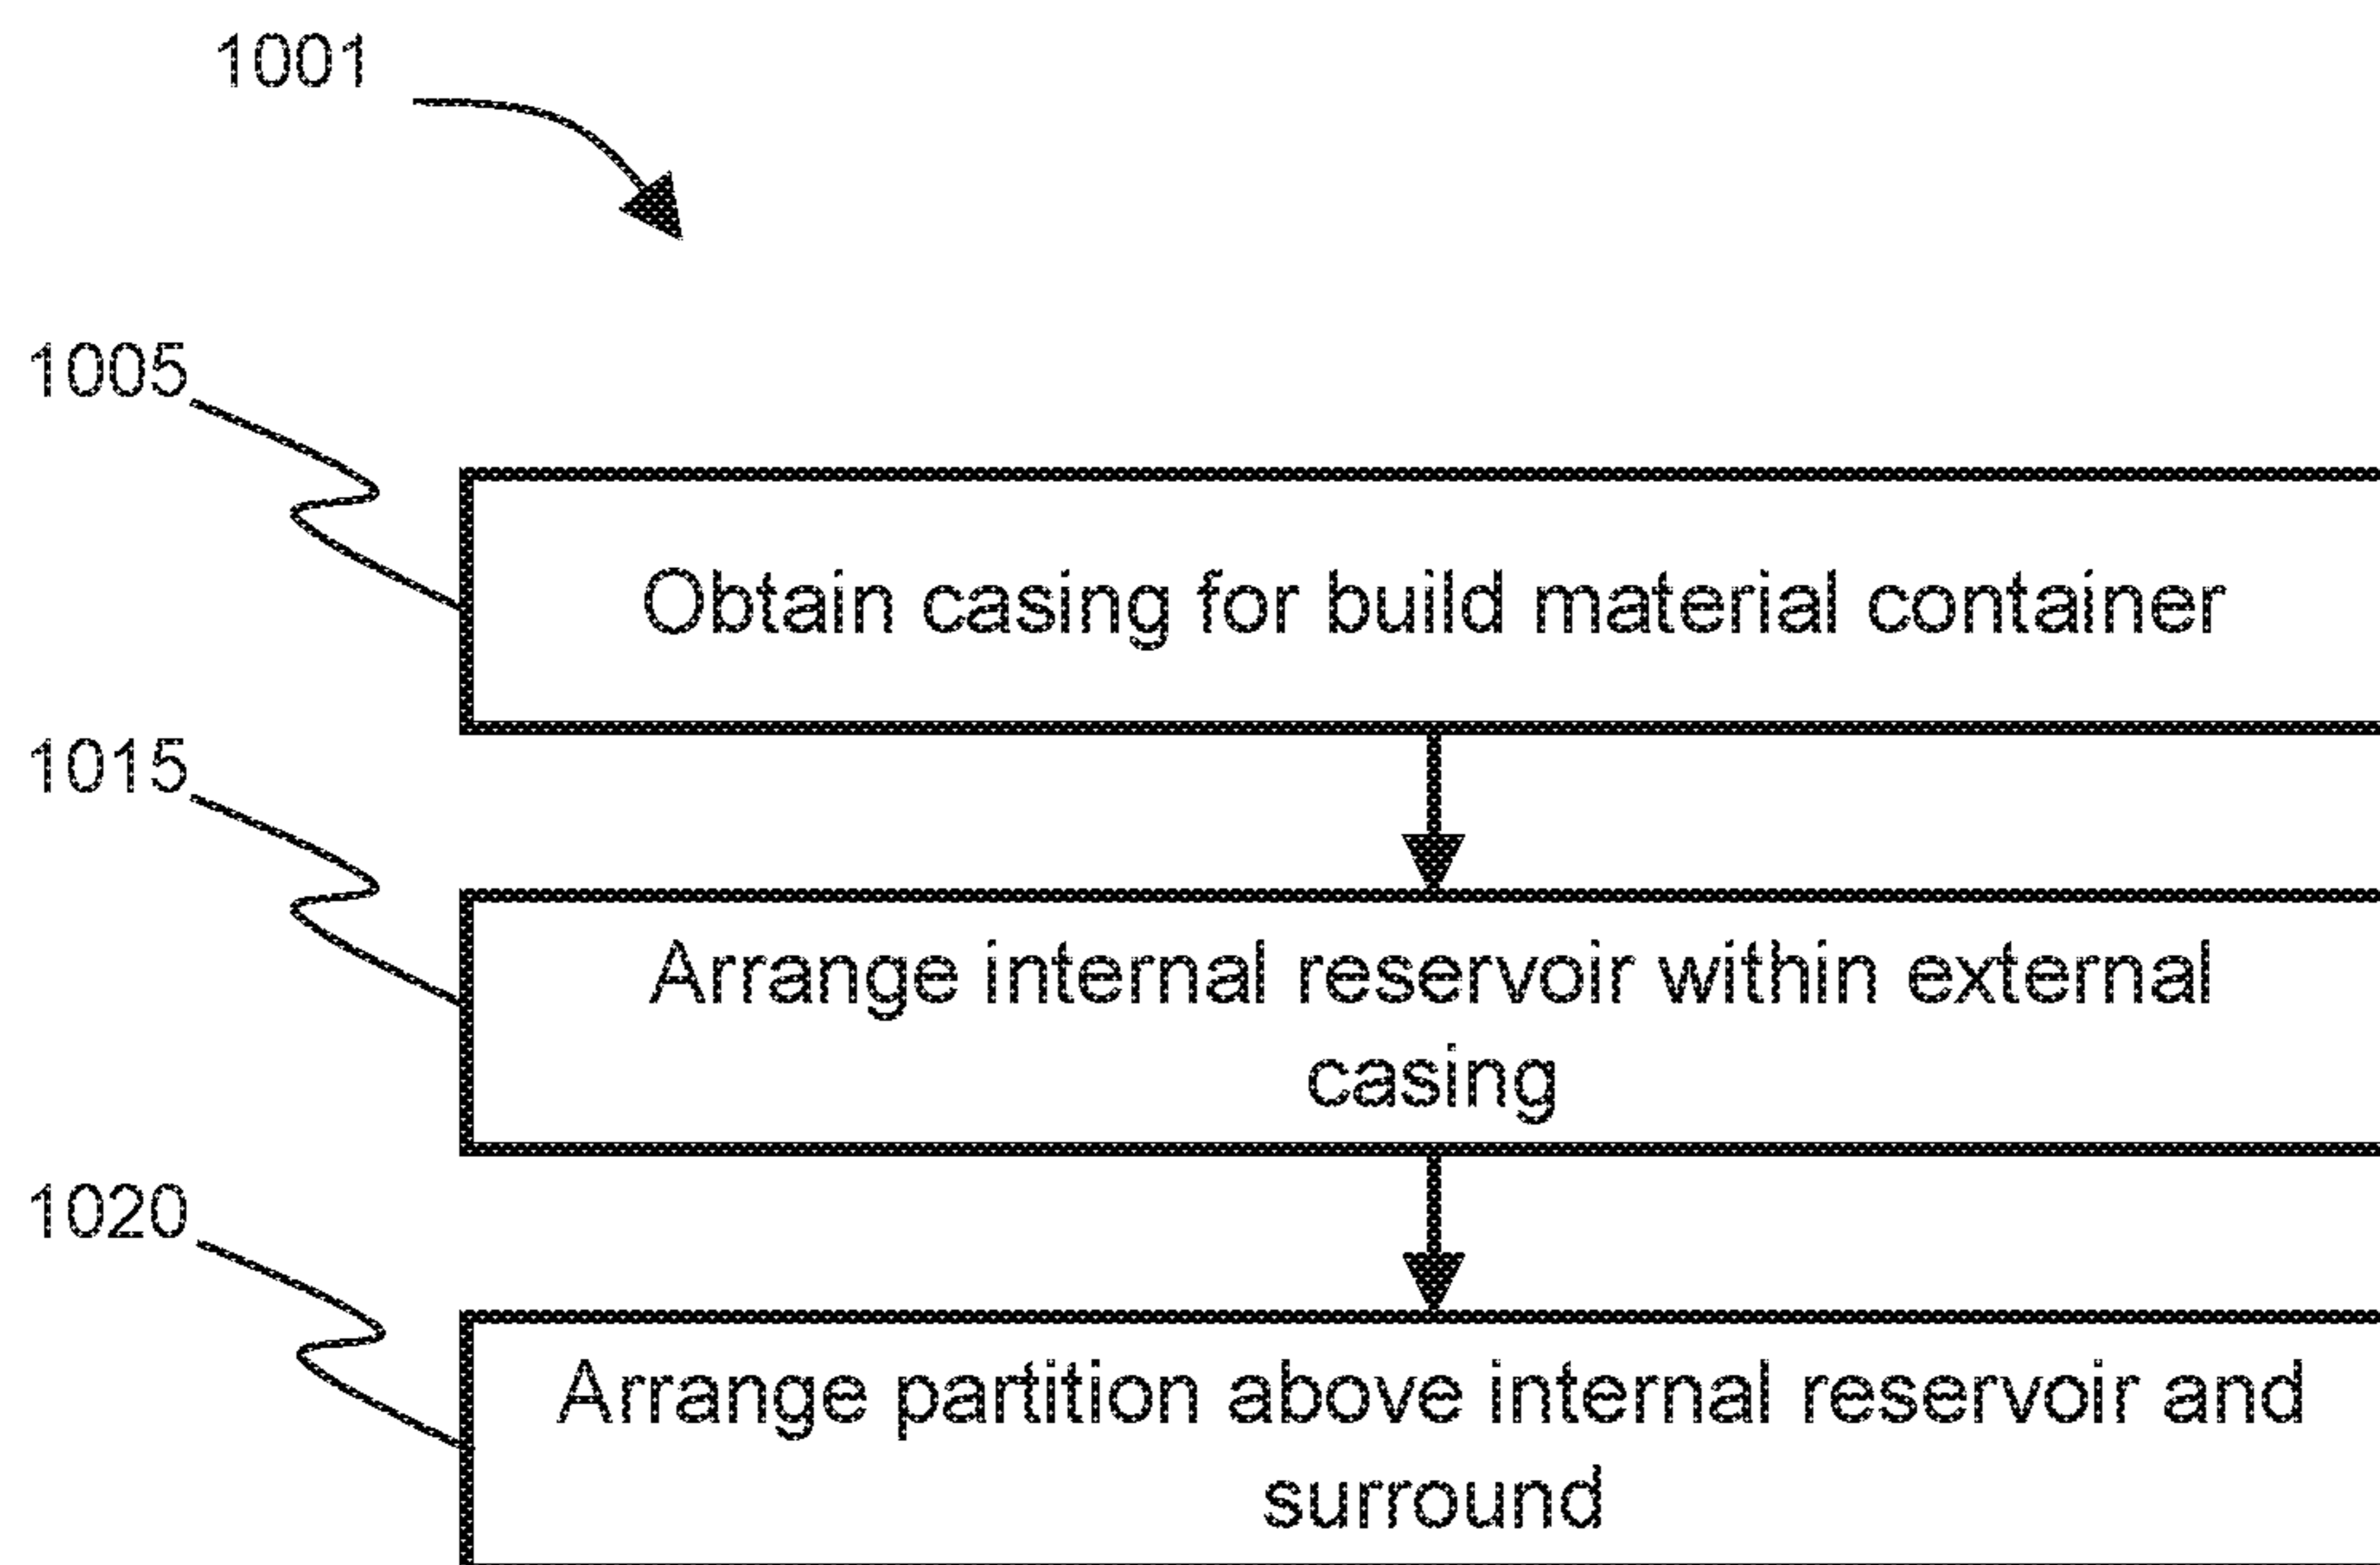 1001
1005
Obtain casing for build material container
1015
Arrange internal reservoir within external
casing
1020
Arrange partition above internal reservoir and
surround